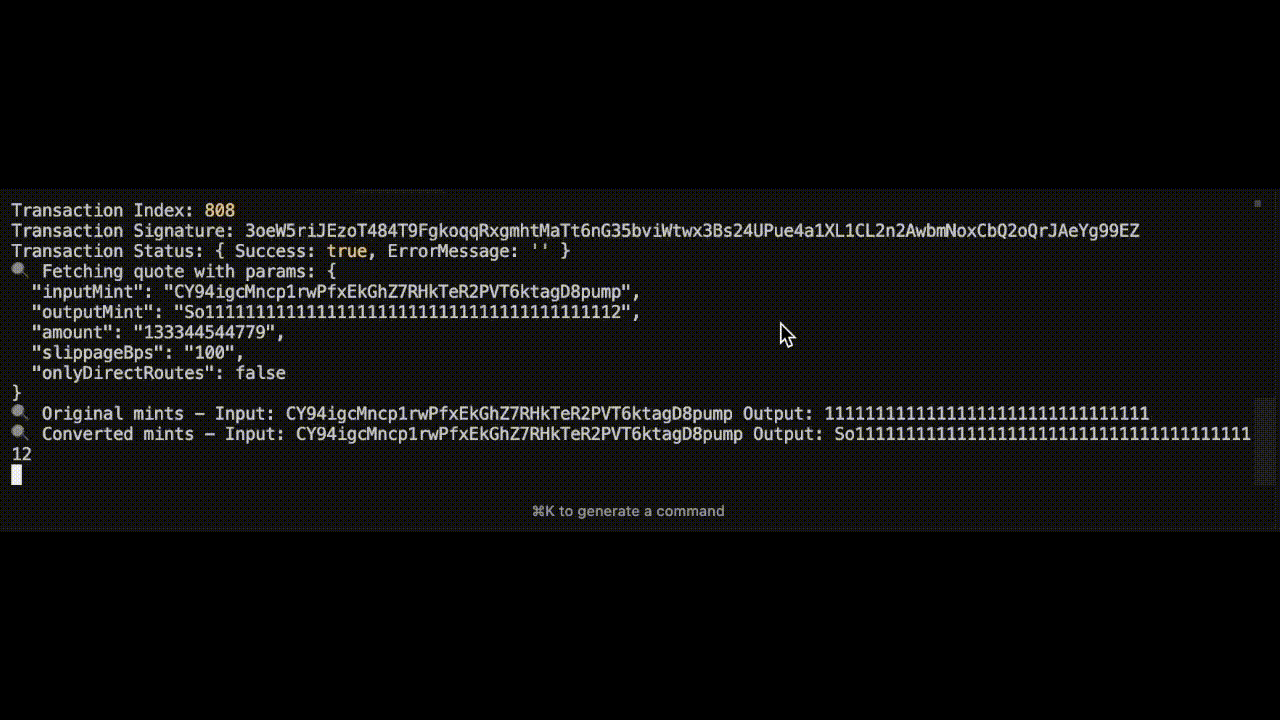 Transaction Index: 808
Transaction Signature: 3oeW5riJEzoT484T9FgkoqqRxgmhtMaTt6nG35bviWtwx3Bs24UPue4a1XL1CL2n2AwbmNoxCbQ2oQrJAeYg99EZ
Transaction Status: { Success: true, ErrorMessage: '' }
🔍 Fetching quote with params: {
  "inputMint": "CY94igcMncp1rwPfxEkGhZ7RHkTeR2PVT6ktagD8pump",
  "outputMint": "So11111111111111111111111111111111111111112",
  "amount": "133344544779",
  "slippageBps": "100",
  "onlyDirectRoutes": false
}
🔍 Original mints – Input: CY94igcMncp1rwPfxEkGhZ7RHkTeR2PVT6ktagD8pump Output: 11111111111111111111111111111111
🔍 Converted mints – Input: CY94igcMncp1rwPfxEkGhZ7RHkTeR2PVT6ktagD8pump Output: So111111111111111111111111111111111111111
12
⌘K to generate a command